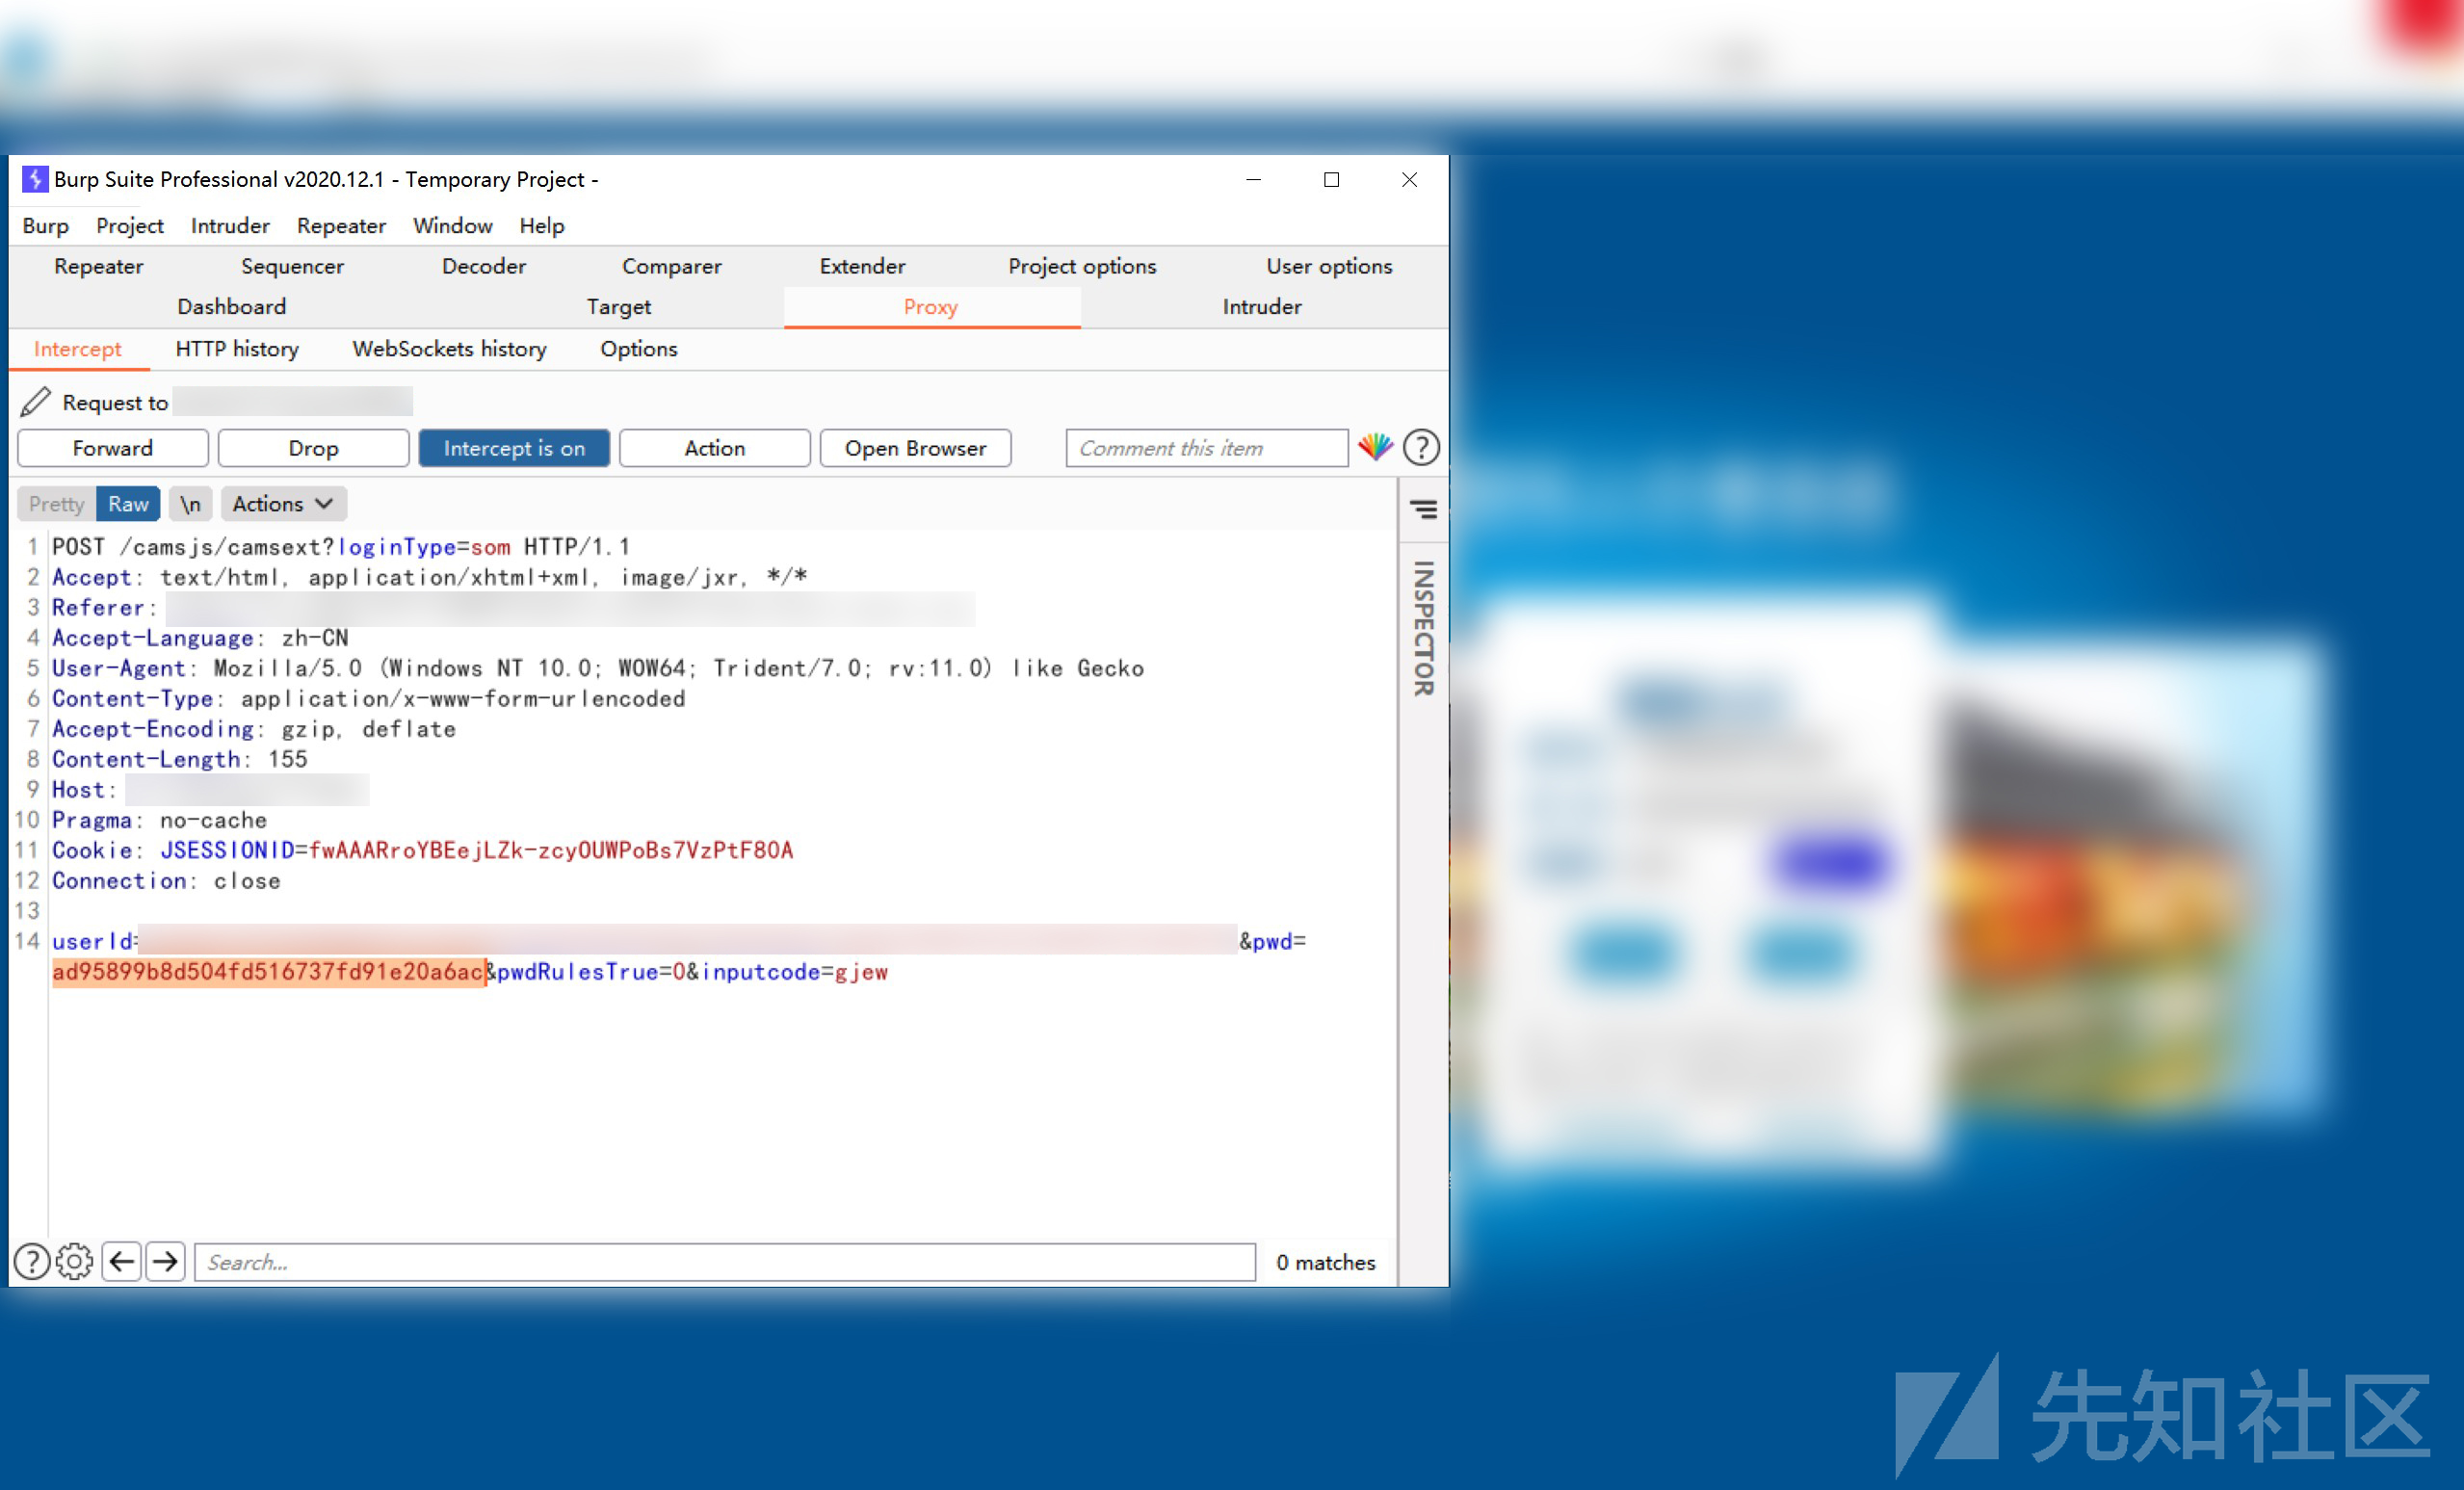 Burp Suite Professional v2020.12.1 - Temporary Project -
Burp Project Intruder Repeater Window Help
Repeater Sequencer Decoder Comparer Extender Project options User options
Dashboard Target Proxy Intruder
Intercept HTTP history WebSockets history Options
Request to
Forward Drop Intercept is on Action Open Browser Comment this item ?
Pretty Raw \n Actions
INSPECTOR
1 POST /camsjs/camsext?loginType=som HTTP/1.1
2 Accept: text/html, application/xhtml+xml, image/jxr, */*
3 Referer:
4 Accept-Language: zh-CN
5 User-Agent: Mozilla/5.0 (Windows NT 10.0; WOW64; Trident/7.0; rv:11.0) like Gecko
6 Content-Type: application/x-www-form-urlencoded
7 Accept-Encoding: gzip, deflate
8 Content-Length: 155
9 Host:
10 Pragma: no-cache
11 Cookie: JSESSIONID=fwAAARroYBEejLZk-zcyOUWPoBs7VzPtF80A
12 Connection: close
13
14 userId= &pwd=
ad95899b8d504fd516737fd91e20a6ac&pwdRulesTrue=0&inputcode=gjew
? Search... 0 matches
先知社区